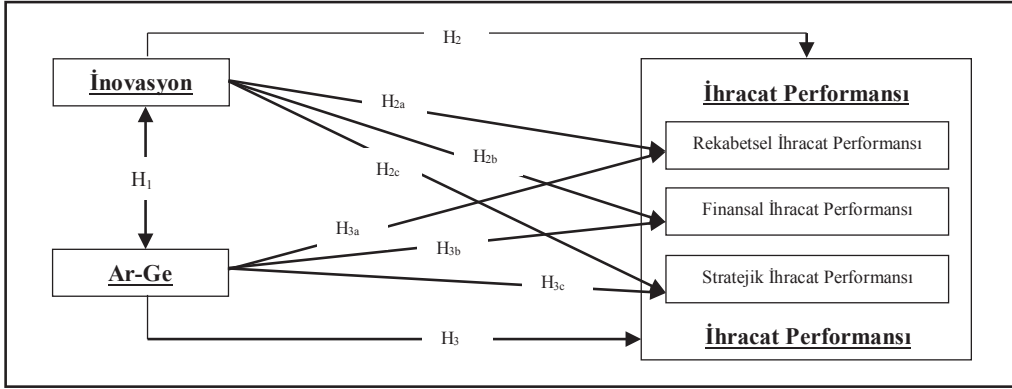 H2
İnovasyon
İhracat Performansı
H2a
Rekabetsel İhracat Performansı
H2b
H2c
H1
Finansal İhracat Performansı
H3a
H3b
Ar-Ge
Stratejik İhracat Performansı
H3c
İhracat Performansı
H3